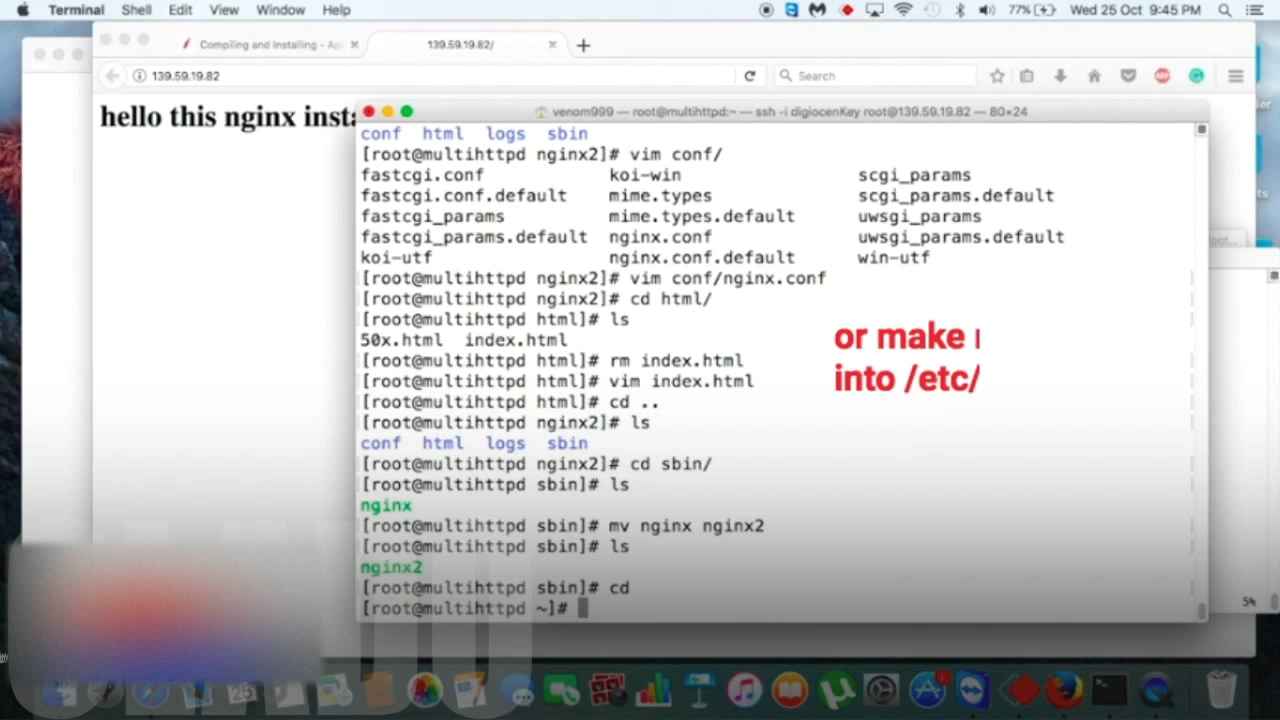 Terminal Shell Edit View Window Help 77% Wed 25 Oct 9:45 PM
Compiling and Installing - Ap 139.59.19.82/
139.59.19.82 Search
hello this nginx insta
venom999 — root@multihttpd:~ — ssh -i digiocenKey root@139.59.19.82 — 80×24
conf html logs sbin
[root@multihttpd nginx2]# vim conf/
fastcgi.conf koi-win scgi_params
fastcgi.conf.default mime.types scgi_params.default
fastcgi_params mime.types.default uwsgi_params
fastcgi_params.default nginx.conf uwsgi_params.default
koi-utf nginx.conf.default win-utf
[root@multihttpd nginx2]# vim conf/nginx.conf
[root@multihttpd nginx2]# cd html/
[root@multihttpd html]# ls
50x.html index.html
[root@multihttpd html]# rm index.html
[root@multihttpd html]# vim index.html
[root@multihttpd html]# cd ..
[root@multihttpd nginx2]# ls
conf html logs sbin
[root@multihttpd nginx2]# cd sbin/
[root@multihttpd sbin]# ls
nginx
[root@multihttpd sbin]# mv nginx nginx2
[root@multihttpd sbin]# ls
nginx2
[root@multihttpd sbin]# cd
[root@multihttpd ~]#
or make
into /etc/
5%